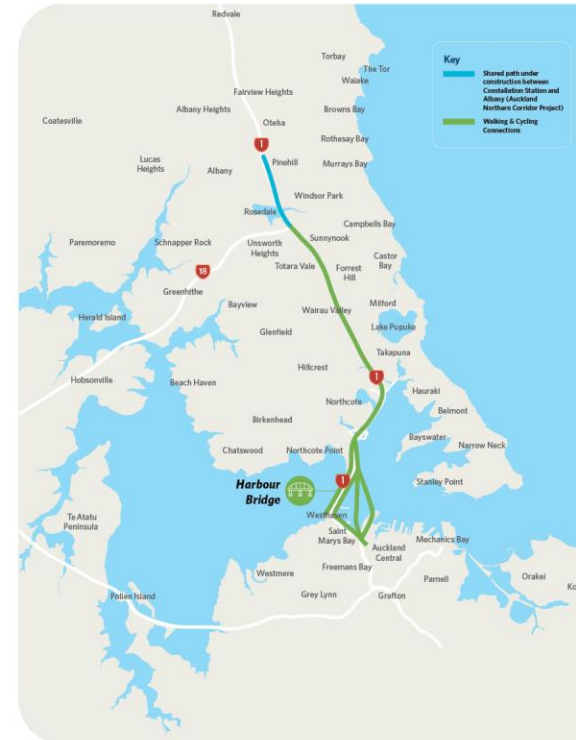 Redvale
Torbay
The Tor
Waiake
Key
Shared path under
construction between
Constellation Station and
Albany (Auckland
Northern Corridor Project)
Walking & Cycling
Connections
Fairview Heights
Albany Heights
Browns Bay
Coatesville
Oteha
Rothesay Bay
1
Lucas
Heights
Pinehill
Murrays Bay
Albany
Windsor Park
Rosedale
Campbells Bay
Paremoremo
Schnapper Rock
Unsworth
Heights
Sunnynook
Castor
Bay
18
Totara Vale
Forrest
Hill
Greenhithe
Bayview
Milford
Herald Island
Wairau Valley
Lake Pupuke
Glenfield
Takapuna
Hobsonville
Beach Haven
Hillcrest
1
Hauraki
Northcote
Belmont
Birkenhead
Bayswater
Narrow Neck
Chatswood
Northcote Point
Harbour
Bridge
1
Stanley Point
Te Atatu
Peninsula
Westhaven
Saint
Marys Bay
Mechanics Bay
Auckland
Central
Westmere
Freemans Bay
Parnell
Orakei
Ko
Pollen Island
Grey Lynn
Grafton